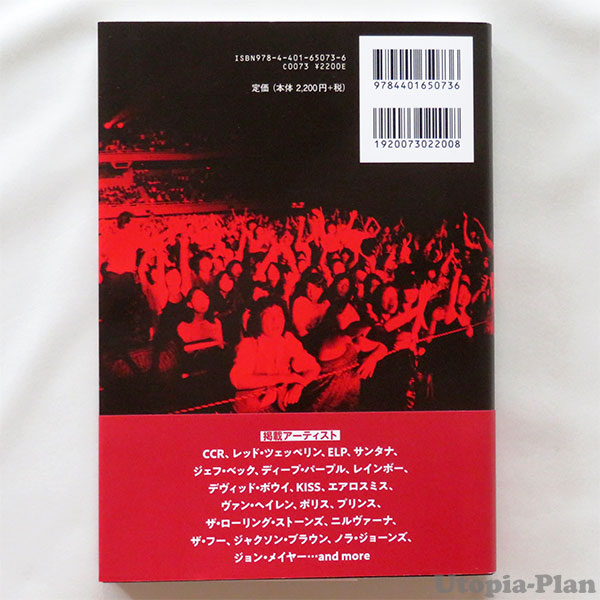 ISBN978-4-401-65073-6
C0073 ¥2200E
定価（本体 2,200円+税）
9784401650736
1920073022008
掲載アーティスト
CCR、レッド・ツェッペリン、ELP、サンタナ、
ジェフ・ベック、ディープ・パープル、レインボー、
デヴィッド・ボウイ、KISS、エアロスミス、
ヴァン・ヘイレン、ポリス、プリンス、
ザ・ローリング・ストーンズ、ニルヴァーナ、
ザ・フー、ジャクソン・ブラウン、ノラ・ジョーンズ、
ジョン・メイヤー…and more
Utopia-Plan